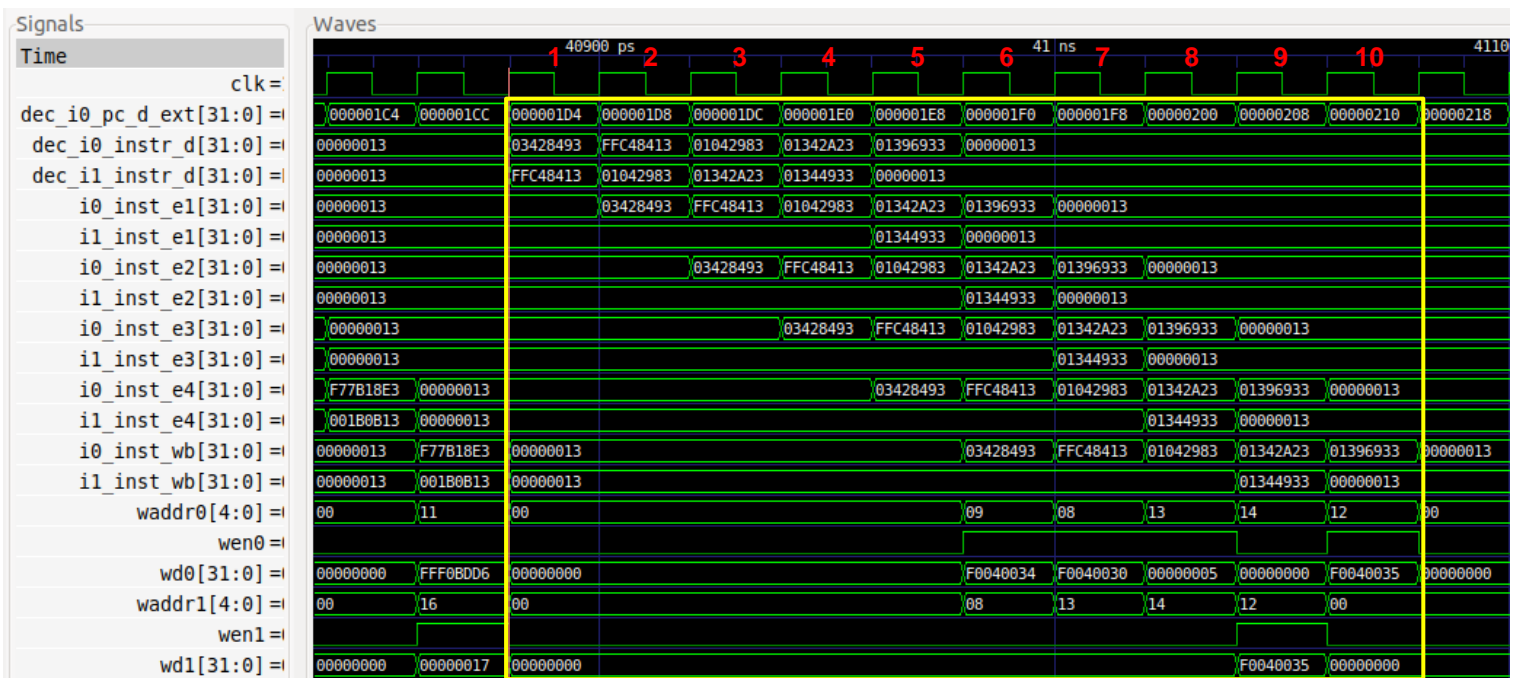 Signals Waves
Time 40900 ps 41 ns 4110
1 2 3 4 5 6 7 8 9 10
clk =
dec_i0_pc_d_ext[31:0] = 000001C4 000001CC 000001D4 000001D8 000001DC 000001E0 000001E8 000001F0 000001F8 00000200 00000208 00000210 00000218
dec_i0_instr_d[31:0] = 00000013 03428493 FFC48413 01042983 01342A23 01396933 00000013
dec_i1_instr_d[31:0] = 00000013 FFC48413 01042983 01342A23 01344933 00000013
i0_inst_e1[31:0] = 00000013 03428493 FFC48413 01042983 01342A23 01396933 00000013
i1_inst_e1[31:0] = 00000013 01344933 00000013
i0_inst_e2[31:0] = 00000013 03428493 FFC48413 01042983 01342A23 01396933 00000013
i1_inst_e2[31:0] = 00000013 01344933 00000013
i0_inst_e3[31:0] = 00000013 03428493 FFC48413 01042983 01342A23 01396933 00000013
i1_inst_e3[31:0] = 00000013 01344933 00000013
i0_inst_e4[31:0] = F77B18E3 00000013 03428493 FFC48413 01042983 01342A23 01396933 00000013
i1_inst_e4[31:0] = 001B0B13 00000013 01344933 00000013
i0_inst_wb[31:0] = 00000013 F77B18E3 00000013 03428493 FFC48413 01042983 01342A23 01396933 00000013
i1_inst_wb[31:0] = 00000013 001B0B13 00000013 01344933 00000013
waddr0[4:0] = 00 11 00 09 08 13 14 12 00
wen0 =
wd0[31:0] = 00000000 FFF0BDD6 00000000 F0040034 F0040030 00000005 00000000 F0040035 00000000
waddr1[4:0] = 00 16 00 08 13 14 12 00
wen1 =
wd1[31:0] = 00000000 00000017 00000000 F0040035 00000000